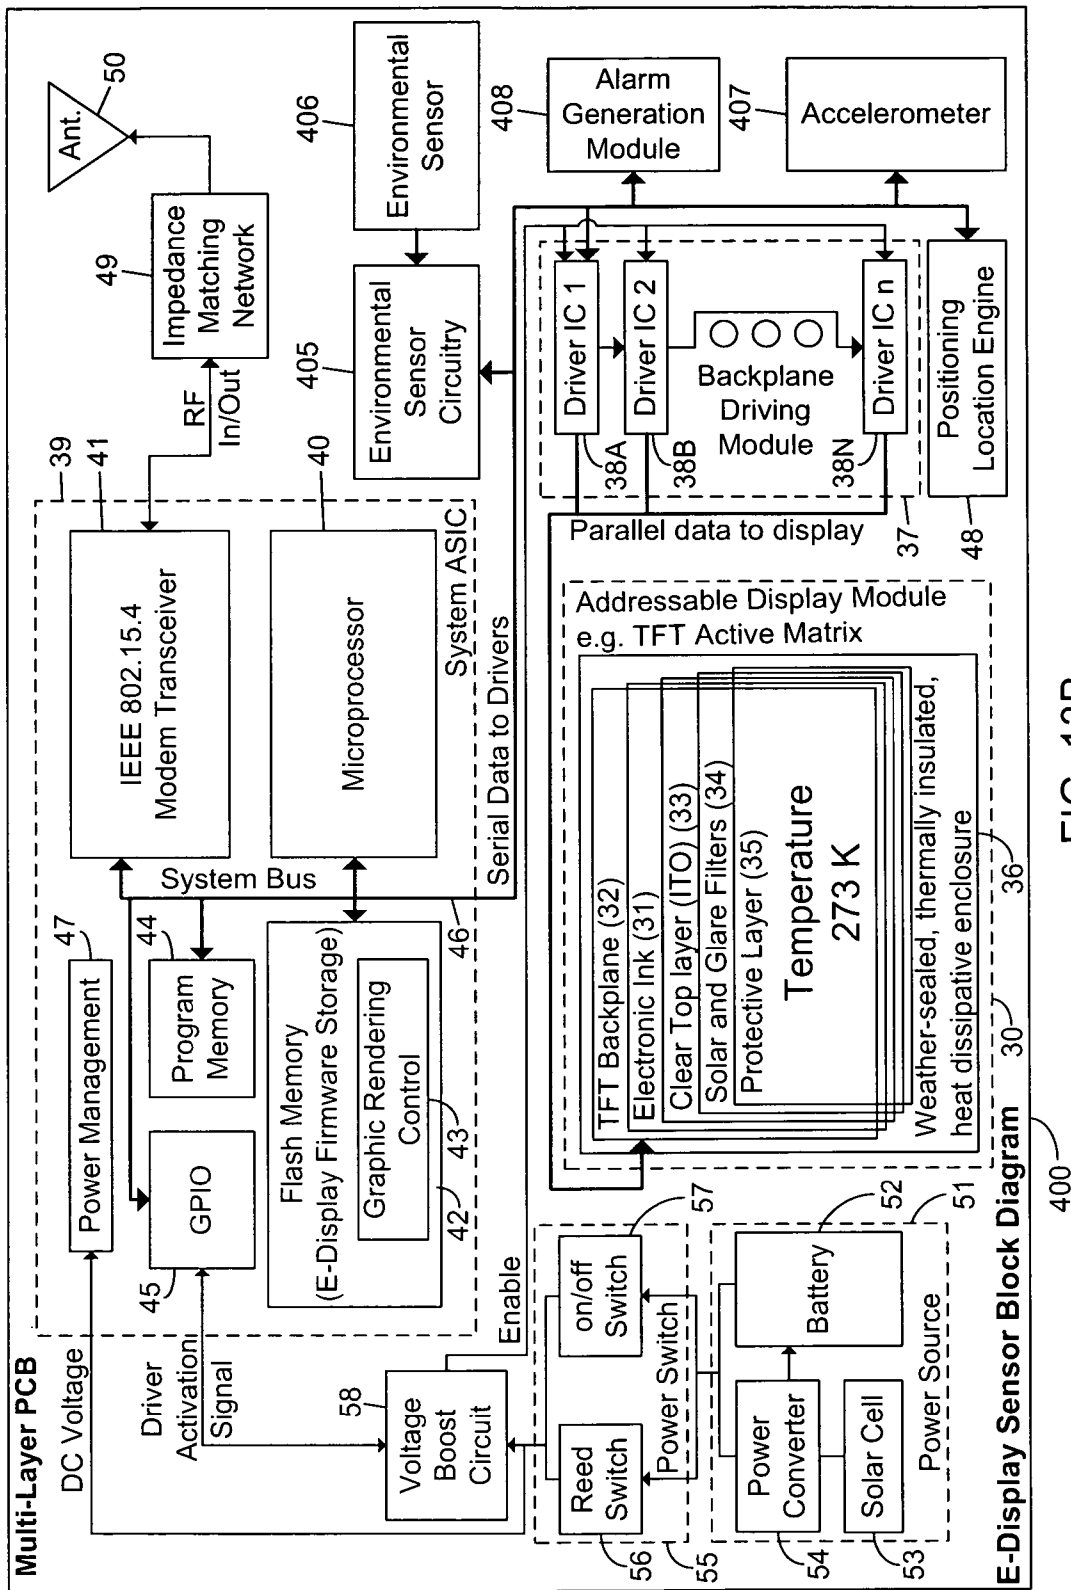 Multi-Layer PCB
DC Voltage
Driver
Activation
Signal
58
Voltage
Boost
Circuit
Enable
Power Management
47
GPIO
45
Program
Memory
44
System Bus
Flash Memory
(E-Display Firmware Storage)
Graphic Rendering
Control
43
42
46
IEEE 802.15.4
Modem Transceiver
41
39
Microprocessor
40
System ASIC
Serial Data to Drivers
RF
In/Out
Impedance
Matching
Network
49
Ant.
50
Environmental
Sensor
Circuitry
405
Environmental
Sensor
406
Reed
Switch
56
on/off
Switch
57
Power Switch
55
Power
Converter
54
Solar Cell
53
Battery
52
51
Power Source
Addressable Display Module
e.g. TFT Active Matrix
TFT Backplane (32)
Electronic Ink (31)
Clear Top layer (ITO) (33)
Solar and Glare Filters (34)
Protective Layer (35)
Temperature
273 K
Weather-sealed, thermally insulated,
heat dissipative enclosure
36
30
Parallel data to display
Driver IC 1
38A
Driver IC 2
38B
Backplane
Driving
Module
Driver IC n
38N
37
Positioning
Location Engine
48
Alarm
Generation
Module
408
Accelerometer
407
E-Display Sensor Block Diagram
400